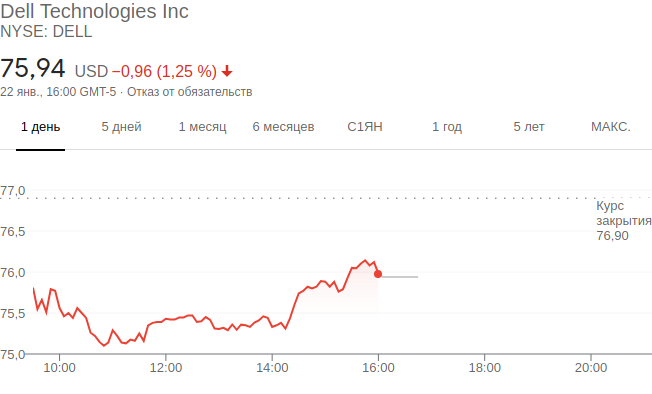 Dell Technologies Inc
NYSE: DELL
75,94 USD −0,96 (1,25 %)
22 янв., 16:00 GMT-5 · Отказ от обязательств
1 день 5 дней 1 месяц 6 месяцев С1ЯН 1 год 5 лет МАКС.
77,0
Курс
закрытия
76,5
76,90
76,0
75,5
75,0
10:00 12:00 14:00 16:00 18:00 20:00